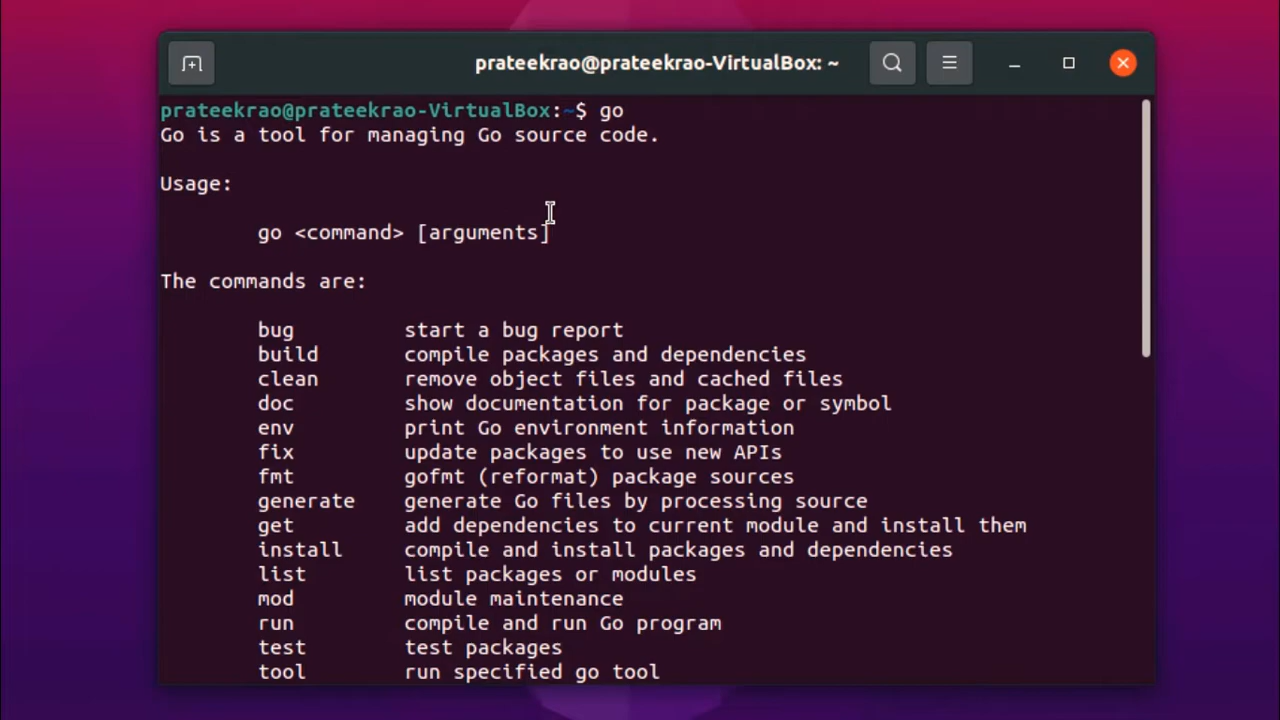 prateekrao@prateekrao-VirtualBox: ~
prateekrao@prateekrao-VirtualBox:~$ go
Go is a tool for managing Go source code.
Usage:
go <command> [arguments]
The commands are:
bug start a bug report
build compile packages and dependencies
clean remove object files and cached files
doc show documentation for package or symbol
env print Go environment information
fix update packages to use new APIs
fmt gofmt (reformat) package sources
generate generate Go files by processing source
get add dependencies to current module and install them
install compile and install packages and dependencies
list list packages or modules
mod module maintenance
run compile and run Go program
test test packages
tool run specified go tool